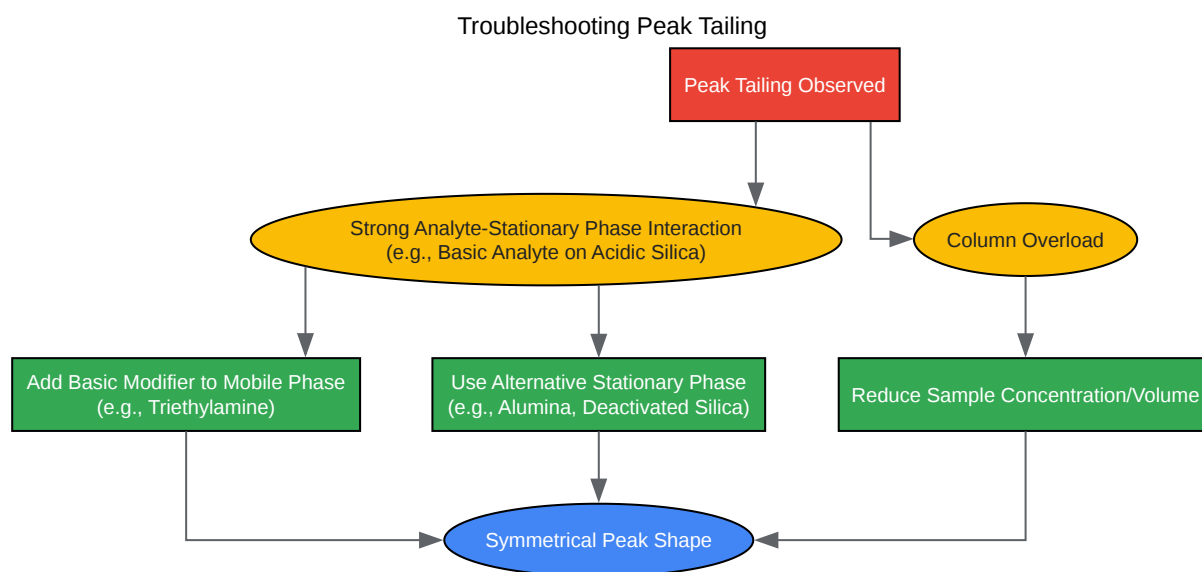 Troubleshooting Peak Tailing
Peak Tailing Observed
Strong Analyte-Stationary Phase Interaction
(e.g., Basic Analyte on Acidic Silica)
Column Overload
Add Basic Modifier to Mobile Phase
(e.g., Triethylamine)
Use Alternative Stationary Phase
(e.g., Alumina, Deactivated Silica)
Reduce Sample Concentration/Volume
Symmetrical Peak Shape